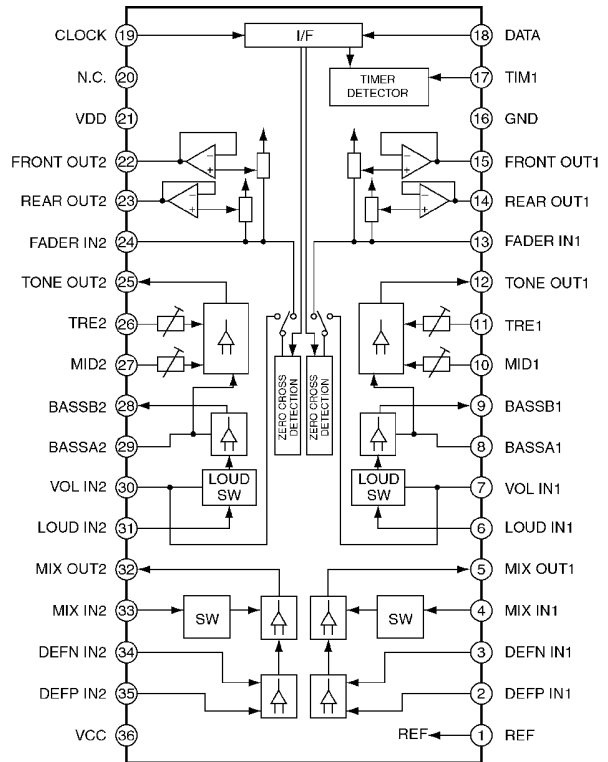 CLOCK 19 I/F 18 DATA
N.C. 20 TIMER DETECTOR 17 TIM1
VDD 21 16 GND
FRONT OUT2 22 − + − + 15 FRONT OUT1
REAR OUT2 23 − + − + 14 REAR OUT1
FADER IN2 24 13 FADER IN1
TONE OUT2 25 12 TONE OUT1
TRE2 26 11 TRE1
MID2 27 10 MID1
ZERO CROSS DETECTION ZERO CROSS DETECTION
BASSB2 28 9 BASSB1
BASSA2 29 8 BASSA1
VOL IN2 30 LOUD SW LOUD SW 7 VOL IN1
LOUD IN2 31 6 LOUD IN1
MIX OUT2 32 5 MIX OUT1
MIX IN2 33 SW SW 4 MIX IN1
DEFN IN2 34 3 DEFN IN1
DEFP IN2 35 2 DEFP IN1
VCC 36 REF 1 REF